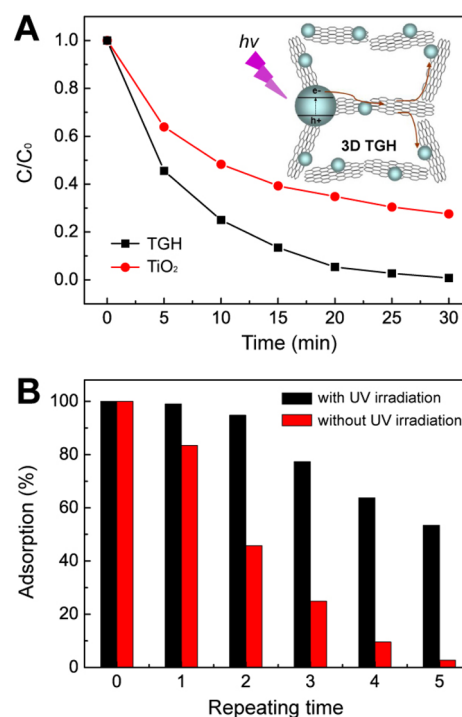 A
C/C₀
1.0
0.8
0.6
0.4
0.2
0.0
hv
e-
h+
3D TGH
TGH
TiO₂
0 5 10 15 20 25 30
Time (min)
B
Adsorption (%)
100
80
60
40
20
0
with UV irradiation
without UV irradiation
0 1 2 3 4 5
Repeating time